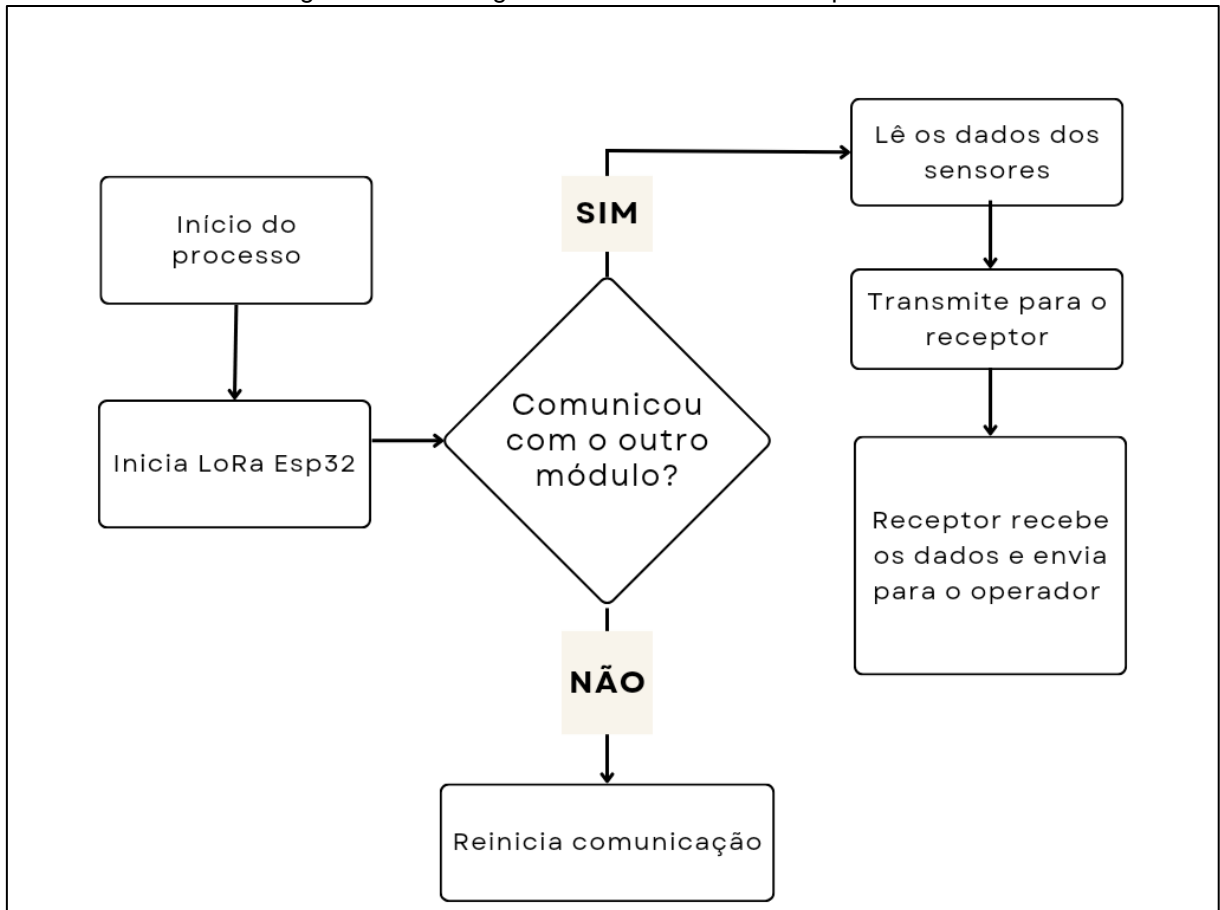 Início do
processo
Inicia LoRa Esp32
Comunicou
com o outro
módulo?
SIM
Lê os dados dos
sensores
Transmite para o
receptor
Receptor recebe
os dados e envia
para o operador
NÃO
Reinicia comunicação